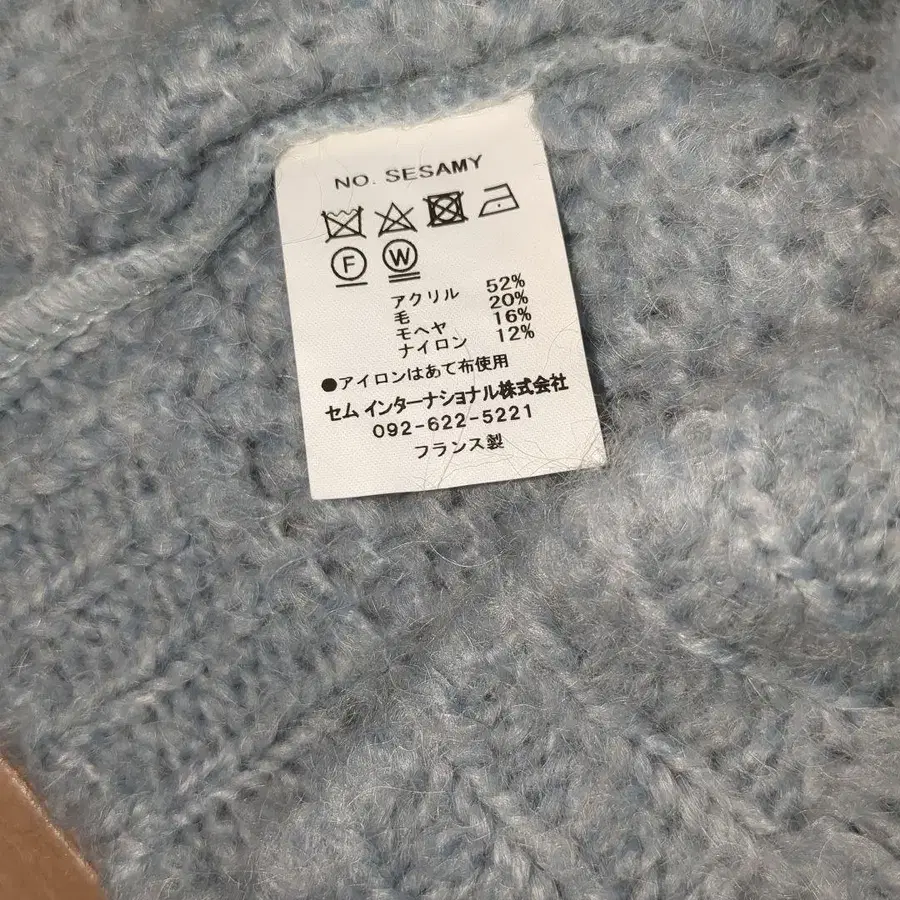 NO. SESAMY
F W
アクリル 52%
毛 20%
モヘヤ 16%
ナイロン 12%
●アイロンはあて布使用
セム インターナショナル株式会社
092-622-5221
フランス製